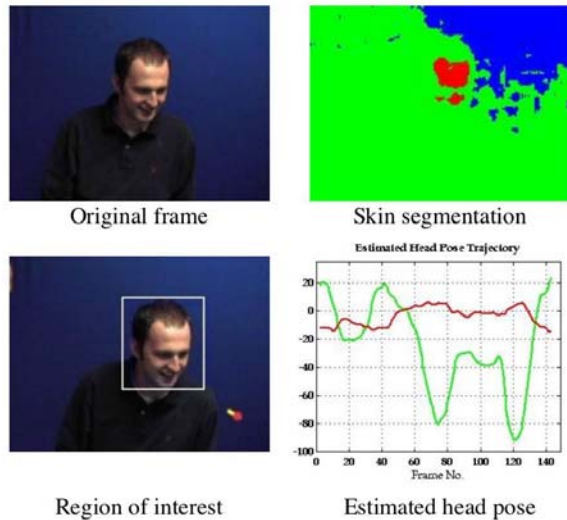 Original frame
Skin segmentation
Estimated Head Pose Trajectory
20
0
-20
-40
-60
-80
-100
0 20 40 60 80 100 120 140
Frame No.
Region of interest
Estimated head pose